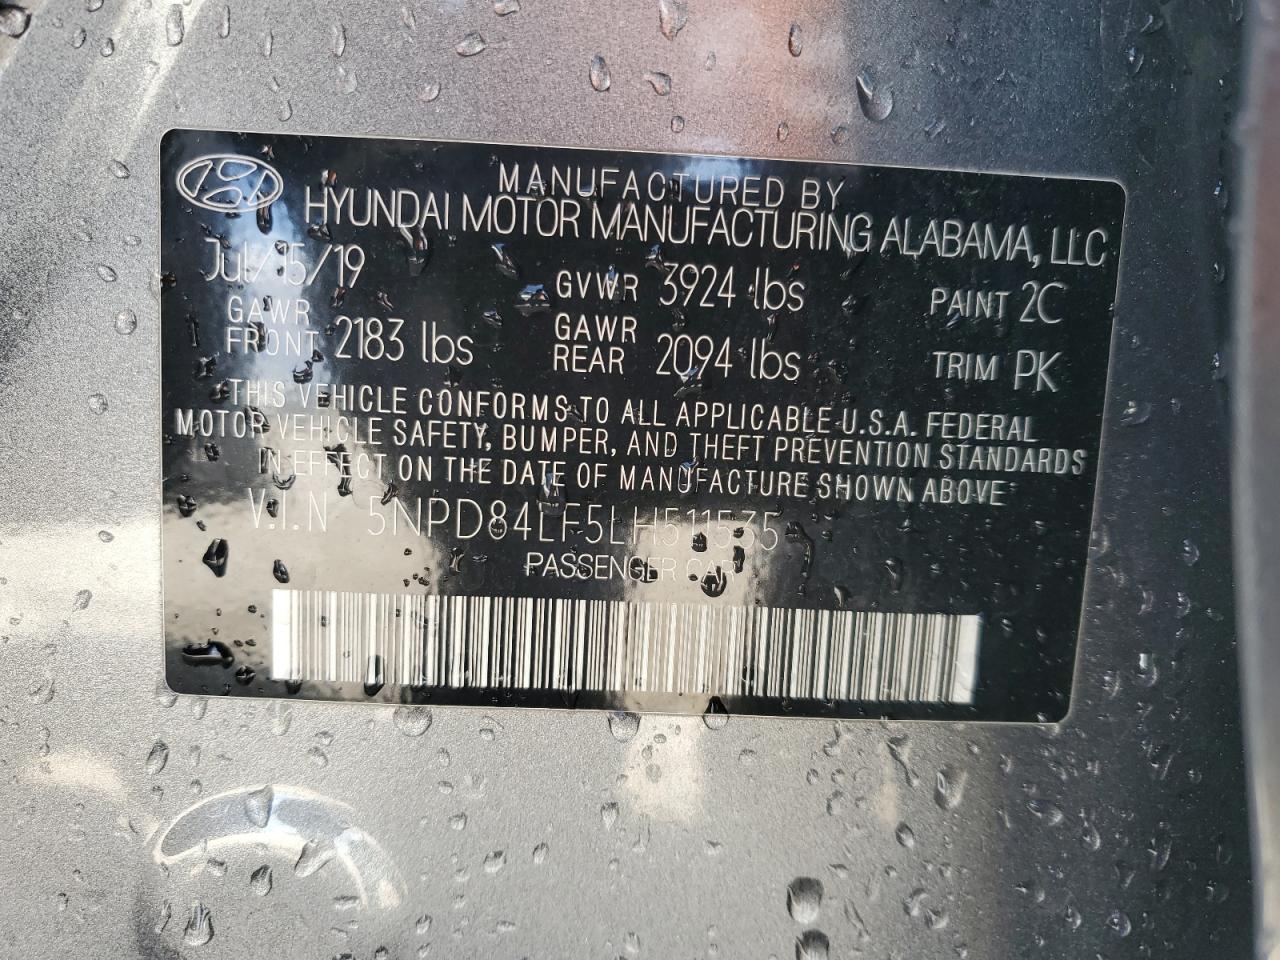 MANUFACTURED BY
HYUNDAI MOTOR MANUFACTURING ALABAMA, LLC
Jul/15/19 GVWR 3924 lbs PAINT 2C
GAWR FRONT 2183 lbs GAWR REAR 2094 lbs TRIM PK
THIS VEHICLE CONFORMS TO ALL APPLICABLE U.S.A. FEDERAL
MOTOR VEHICLE SAFETY, BUMPER, AND THEFT PREVENTION STANDARDS
IN EFFECT ON THE DATE OF MANUFACTURE SHOWN ABOVE
V.I.N 5NPD84LF5LH511535
PASSENGER CAR